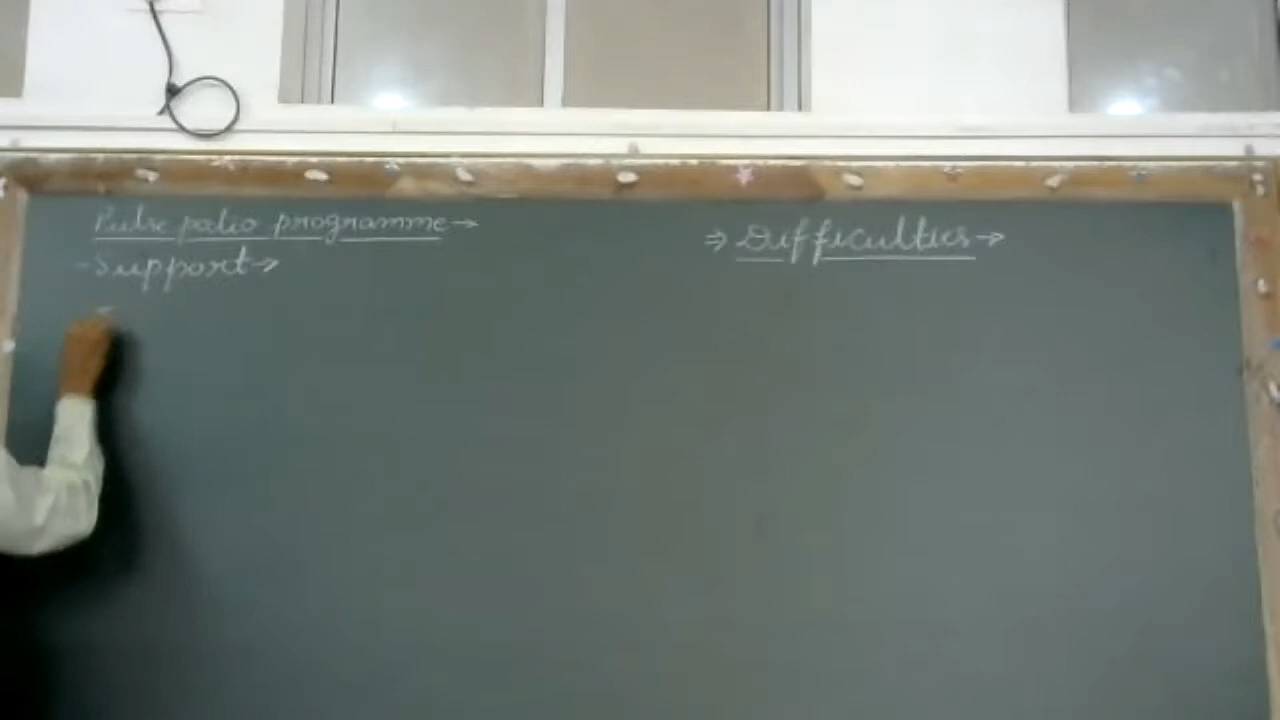 Pulse polio programme →
- Support →
⇒ Difficulties →